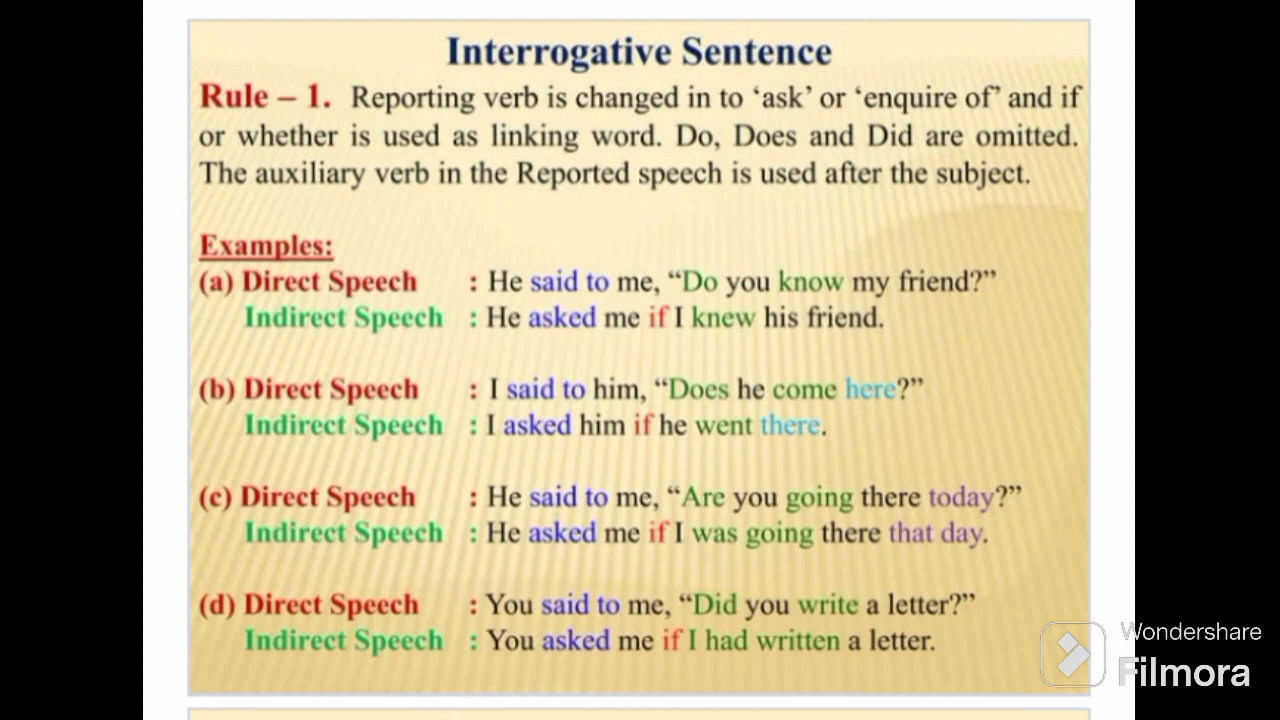 Interrogative Sentence
Rule – 1. Reporting verb is changed in to ‘ask’ or ‘enquire of’ and if
or whether is used as linking word. Do, Does and Did are omitted.
The auxiliary verb in the Reported speech is used after the subject.
Examples:
(a) Direct Speech : He said to me, “Do you know my friend?”
Indirect Speech : He asked me if I knew his friend.
(b) Direct Speech : I said to him, “Does he come here?”
Indirect Speech : I asked him if he went there.
(c) Direct Speech : He said to me, “Are you going there today?”
Indirect Speech : He asked me if I was going there that day.
(d) Direct Speech : You said to me, “Did you write a letter?”
Indirect Speech : You asked me if I had written a letter.
Wondershare
Filmora